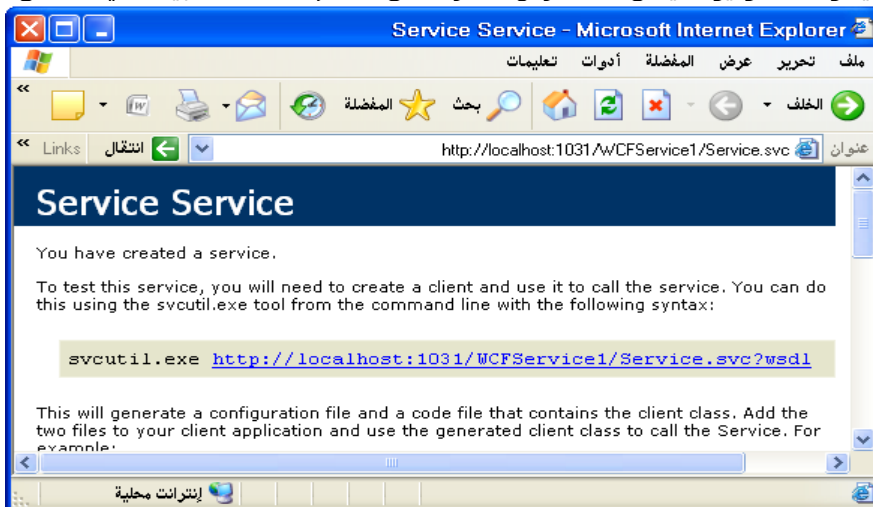 Service Service - Microsoft Internet Explorer
ملف تحرير عرض المفضلة أدوات تعليمات
الخلف بحث المفضلة »
عنوان http://localhost:1031/WCFService1/Service.svc انتقال Links »
Service Service
You have created a service.
To test this service, you will need to create a client and use it to call the service. You can do
this using the svcutil.exe tool from the command line with the following syntax:
svcutil.exe http://localhost:1031/WCFService1/Service.svc?wsdl
This will generate a configuration file and a code file that contains the client class. Add the
two files to your client application and use the generated client class to call the Service. For
example:
إنترانت محلية